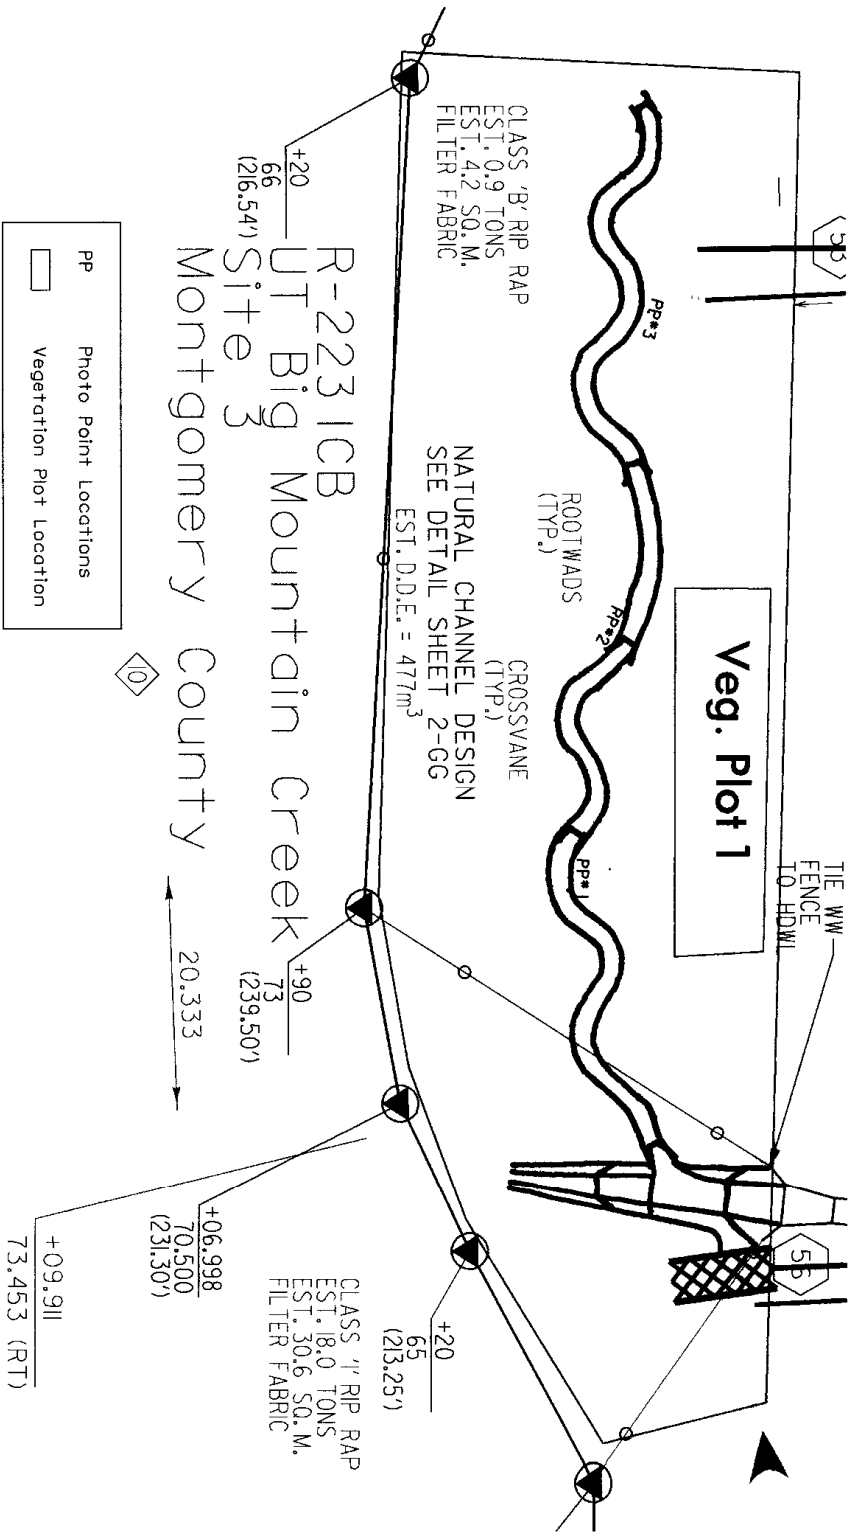 56
TIE WW
FENCE
TO HDWL
56
Veg. Plot 1
PP#3
PP#2
PP#1
CLASS 'B' RIP RAP
EST. 0.9 TONS
EST. 4.2 SQ. M.
FILTER FABRIC
ROOTWADS
(TYP.)
CROSSVANE
(TYP.)
NATURAL CHANNEL DESIGN
SEE DETAIL SHEET 2-GG
EST. D.D.E. = 477m³
+20
66
(216.54')
+90
73
(239.50')
+20
65
(213.25')
CLASS 'I' RIP RAP
EST. 18.0 TONS
EST. 30.6 SQ. M.
FILTER FABRIC
R-2231CB
UT Big Mountain Creek
Site 3
Montgomery County
20.333
+06.998
70.500
(231.30')
+09.911
73.453 (RT)
10
PP Photo Point Locations
Vegetation Plot Location